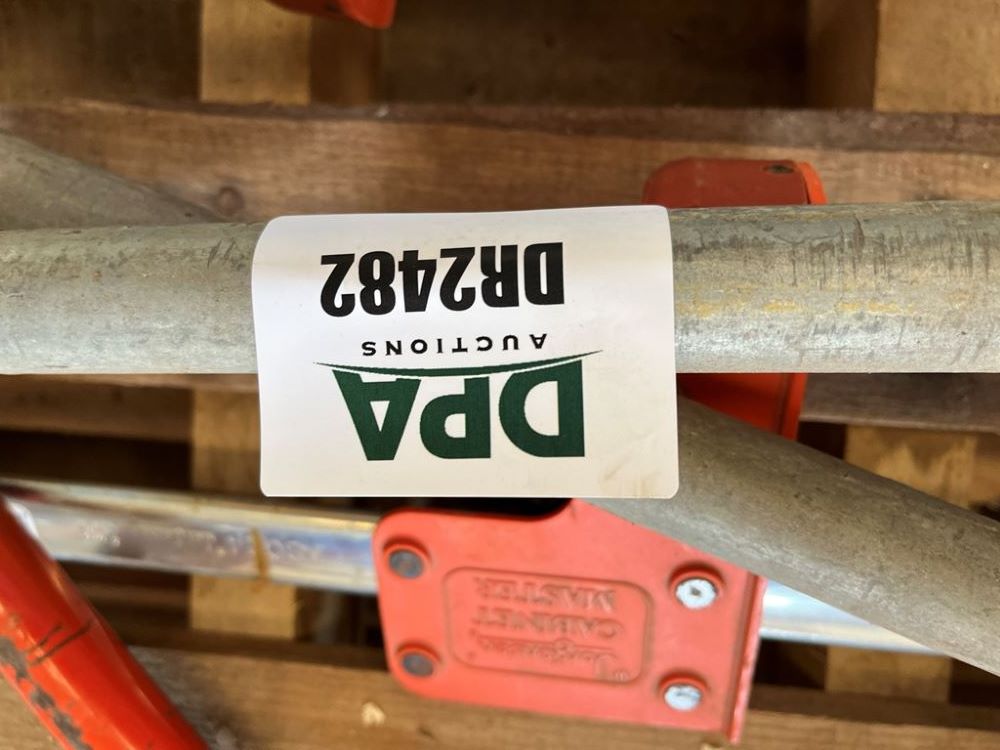 DPA
AUCTIONS
DR2482
CABINET
MASTER